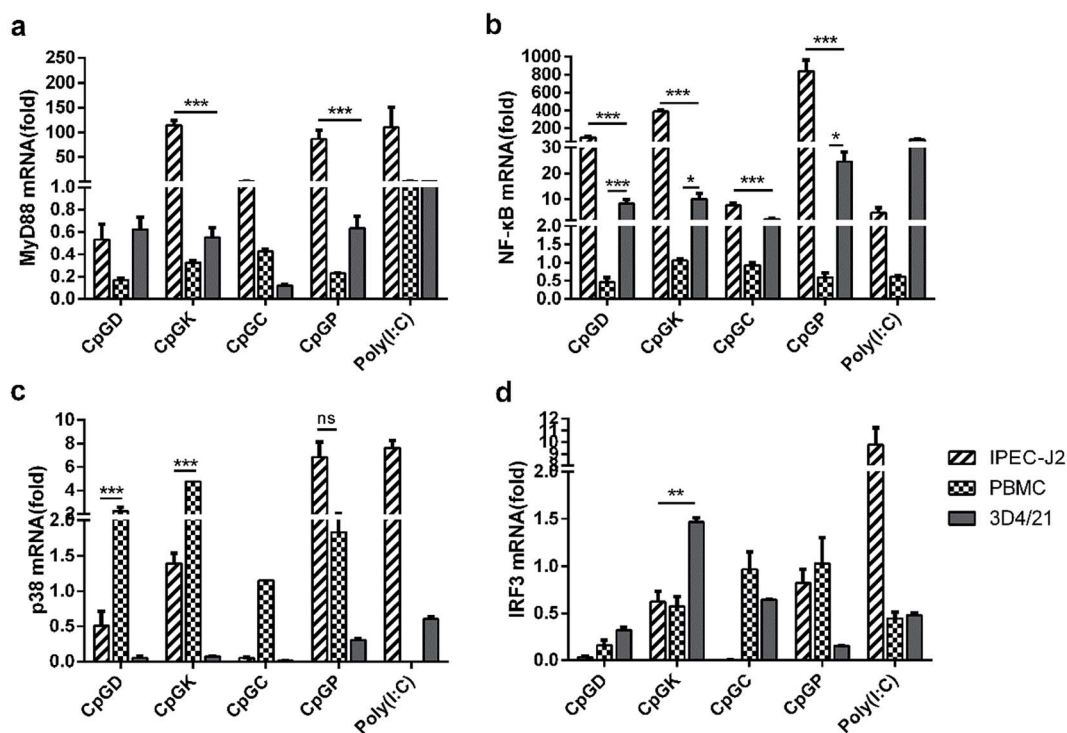 a
MyD88 mRNA(fold)
250
200
150
100
50
1.0
0.8
0.6
0.4
0.2
0.0
***
***
CpGD
CpGK
CpGC
CpGP
Poly(I:C)
b
NF-κB mRNA(fold)
1000
800
600
400
200
30
20
10
2.0
1.5
1.0
0.5
0.0
***
***
***
*
***
***
*
CpGD
CpGK
CpGC
CpGP
Poly(I:C)
c
p38 mRNA(fold)
10
8
6
4
2
2.0
1.5
1.0
0.5
0.0
***
***
ns
CpGD
CpGK
CpGC
CpGP
Poly(I:C)
d
IRF3 mRNA(fold)
12
11
10
9
8
7
6
2.0
1.5
1.0
0.5
0.0
**
CpGD
CpGK
CpGC
CpGP
Poly(I:C)
IPEC-J2
PBMC
3D4/21